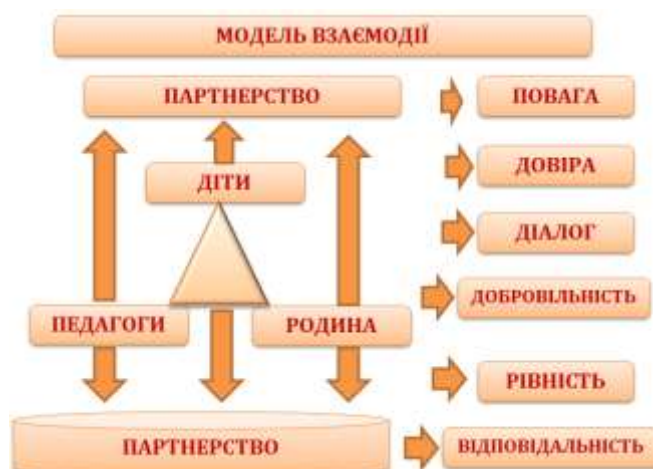 МОДЕЛЬ ВЗАЄМОДІЇ
ПАРТНЕРСТВО
ПОВАГА
ДІТИ
ДОВІРА
ДІАЛОГ
ДОБРОВІЛЬНІСТЬ
ПЕДАГОГИ
РОДИНА
РІВНІСТЬ
ПАРТНЕРСТВО
ВІДПОВІДАЛЬНІСТЬ